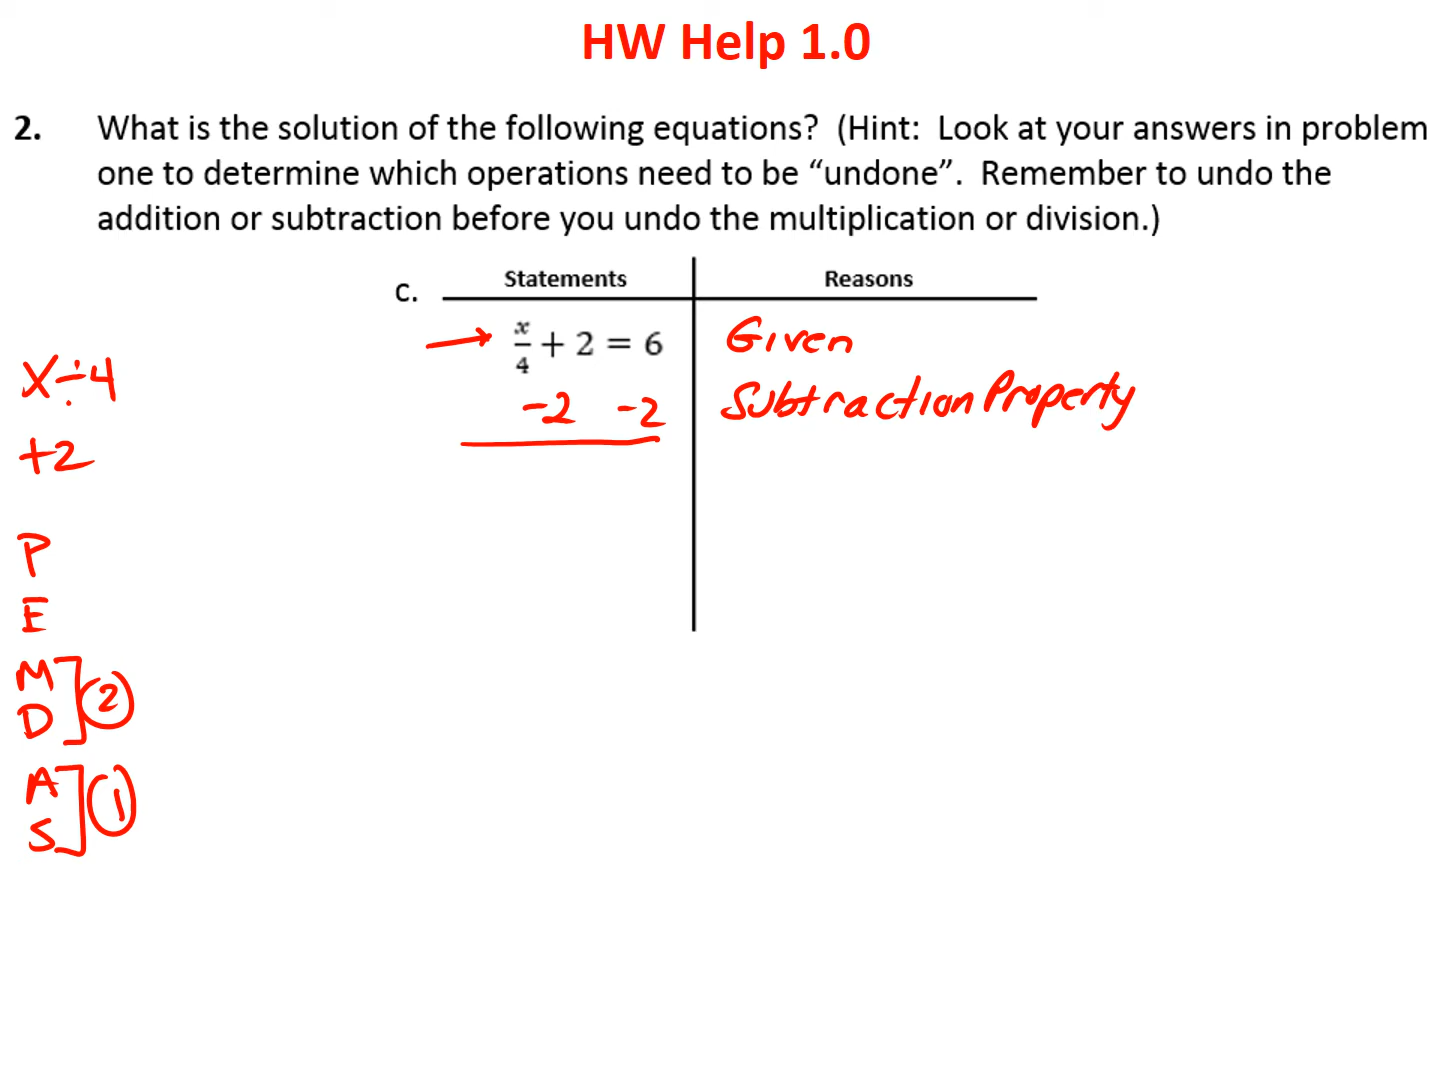 HW Help 1.0
2. What is the solution of the following equations? (Hint: Look at your answers in problem
one to determine which operations need to be “undone”. Remember to undo the
addition or subtraction before you undo the multiplication or division.)
c. Statements Reasons
x/4 + 2 = 6 Given
-2 -2 Subtraction Property
x÷4
+2
P
E
M
D
2
A
S
1